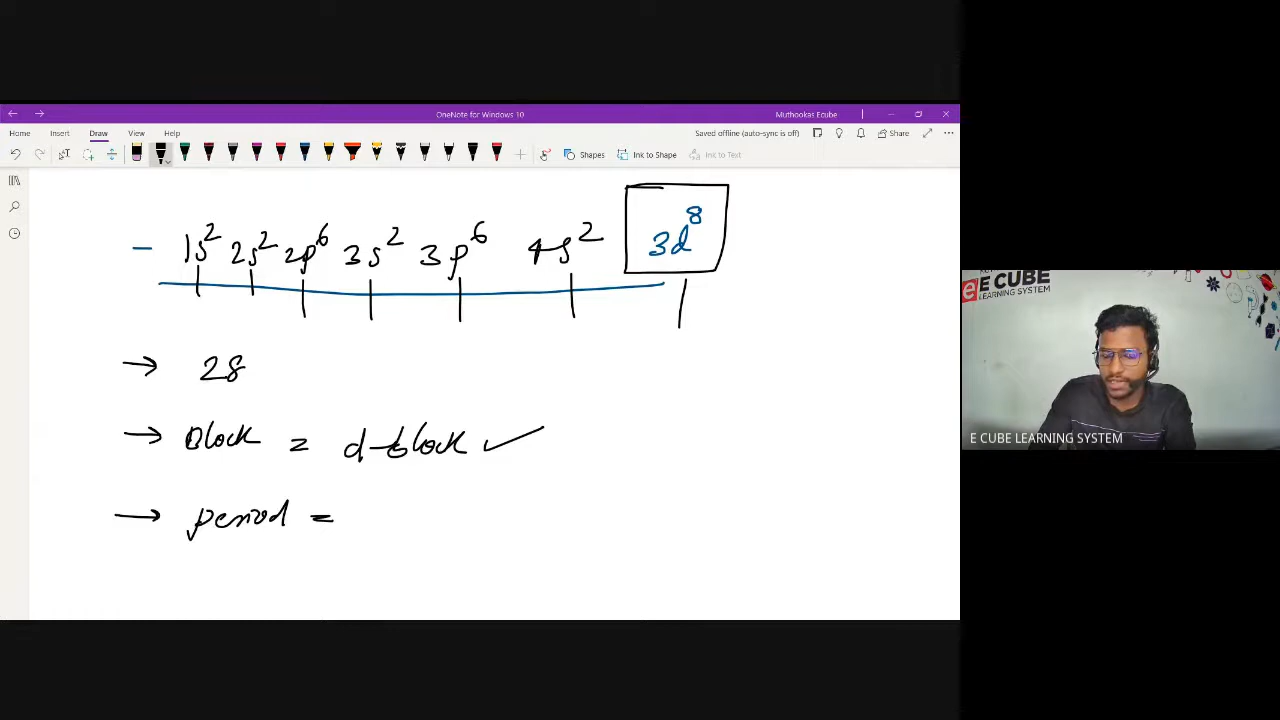 OneNote for Windows 10
Muthookas Ecube
Home Insert Draw View Help
Saved offline (auto-sync is off) Share
Shapes Ink to Shape Ink to Text
- 1s² 2s² 2p⁶ 3s² 3p⁶ 4s² 3d⁸
→ 28
→ Block = d-block ✓
→ period =
E CUBE
LEARNING SYSTEM
E CUBE LEARNING SYSTEM